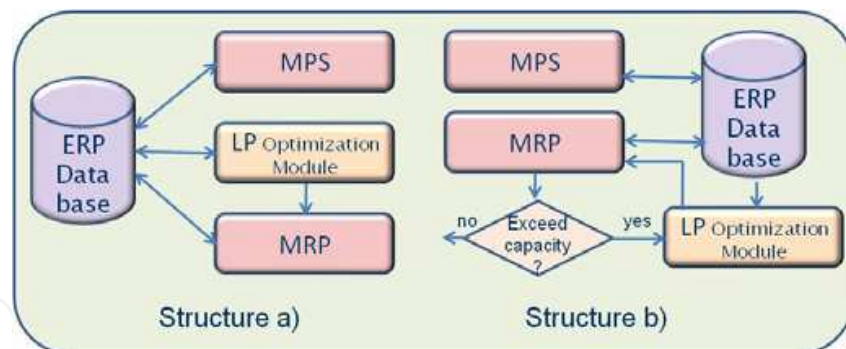 MPS
ERP
Data
base
LP Optimization
Module
MRP
Structure a)
MPS
ERP
Data
base
MRP
no
Exceed
capacity
?
yes
LP Optimization
Module
Structure b)